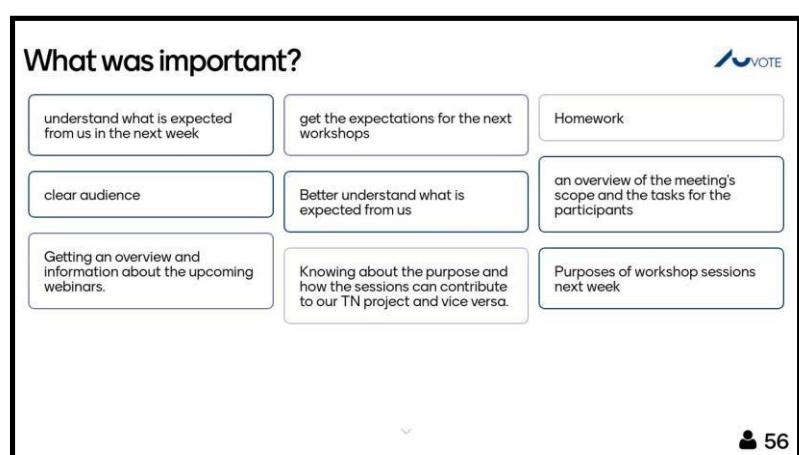 What was important?
VOTE
understand what is expected
from us in the next week
get the expectations for the next
workshops
Homework
clear audience
Better understand what is
expected from us
an overview of the meeting's
scope and the tasks for the
participants
Getting an overview and
information about the upcoming
webinars.
Knowing about the purpose and
how the sessions can contribute
to our TN project and vice versa.
Purposes of workshop sessions
next week
56